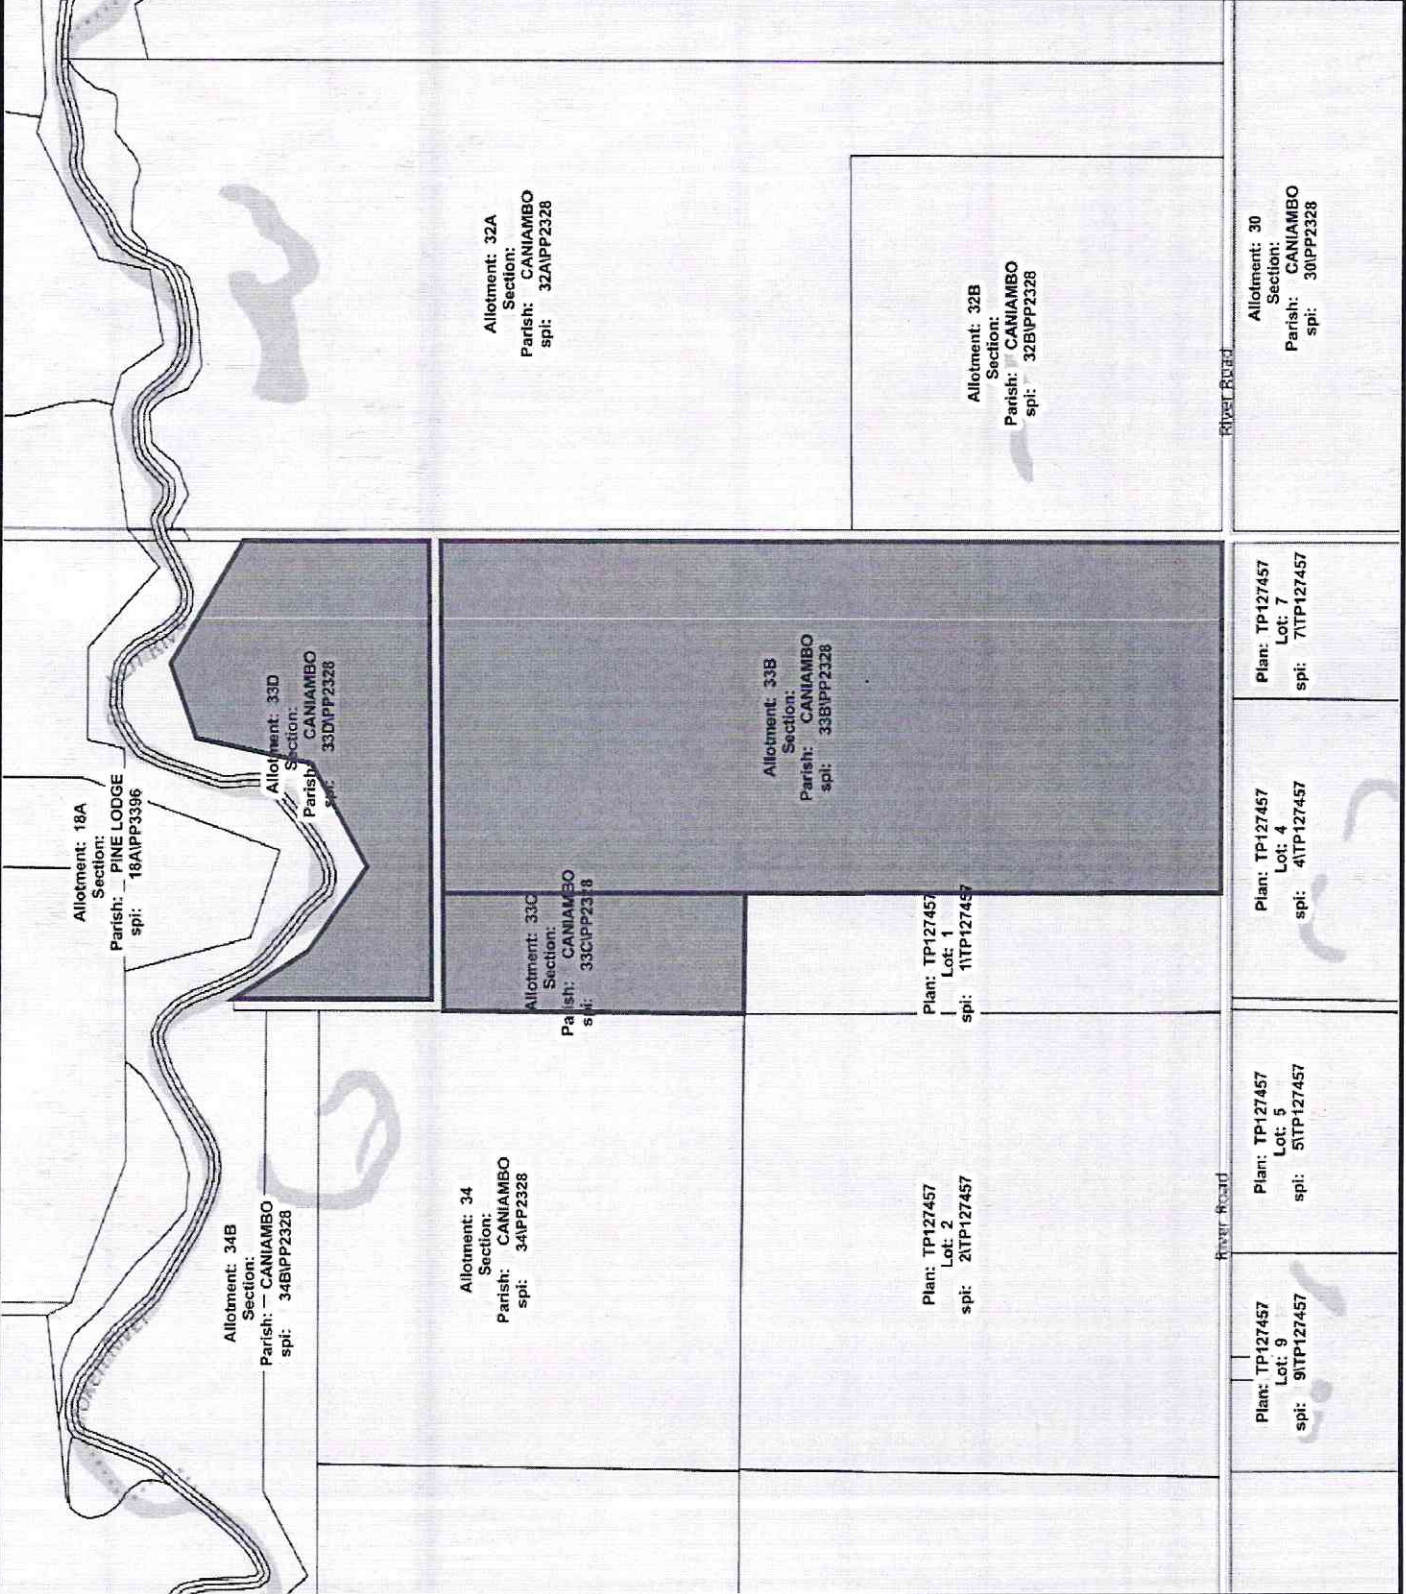 Allotment: 18A
Section:
Parish: PINE LODGE
spi: 18A\PP3396
Allotment: 34B
Section:
Parish: CANIAMBO
spi: 34B\PP2328
Allotment: 33D
Section:
Parish: CANIAMBO
spi: 33D\PP2328
Allotment: 32A
Section:
Parish: CANIAMBO
spi: 32A\PP2328
Allotment: 34
Section:
Parish: CANIAMBO
spi: 34\PP2328
Allotment: 33C
Section:
Parish: CANIAMBO
spi: 33C\PP2328
Allotment: 33B
Section:
Parish: CANIAMBO
spi: 33B\PP2328
Plan: TP127457
Lot: 2
spi: 2\TP127457
Plan: TP127457
Lot: 1
spi: 1\TP127457
Allotment: 32B
Section:
Parish: CANIAMBO
spi: 32B\PP2328
River Road
River Road
Plan: TP127457
Lot: 9
spi: 9\TP127457
Plan: TP127457
Lot: 5
spi: 5\TP127457
Plan: TP127457
Lot: 4
spi: 4\TP127457
Plan: TP127457
Lot: 7
spi: 7\TP127457
Allotment: 30
Section:
Parish: CANIAMBO
spi: 30\PP2328